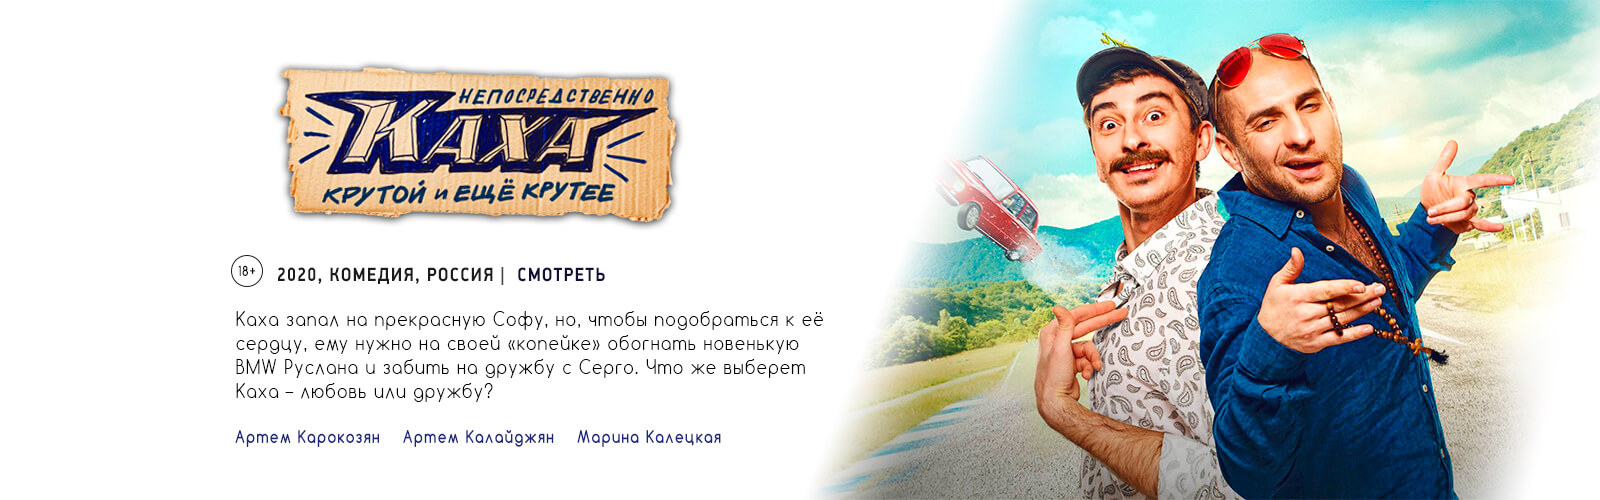 НЕПОСРЕДСТВЕННО
КАХА
КРУТОЙ И ЕЩЁ КРУТЕЕ
18+ 2020, КОМЕДИЯ, РОССИЯ | СМОТРЕТЬ
Каха запал на прекрасную Софу, но, чтобы подобраться к её
сердцу, ему нужно на своей «копейке» обогнать новенькую
BMW Руслана и забить на дружбу с Серго. Что же выберет
Каха – любовь или дружбу?
Артем Карокозян Артем Калайджян Марина Калецкая